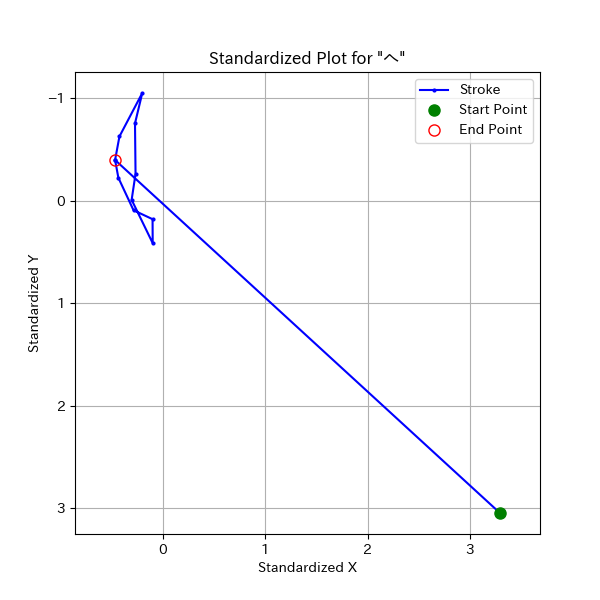 Standardized Plot for "へ"
Stroke
Start Point
End Point
Standardized Y
−1
0
1
2
3
0
1
2
3
Standardized X